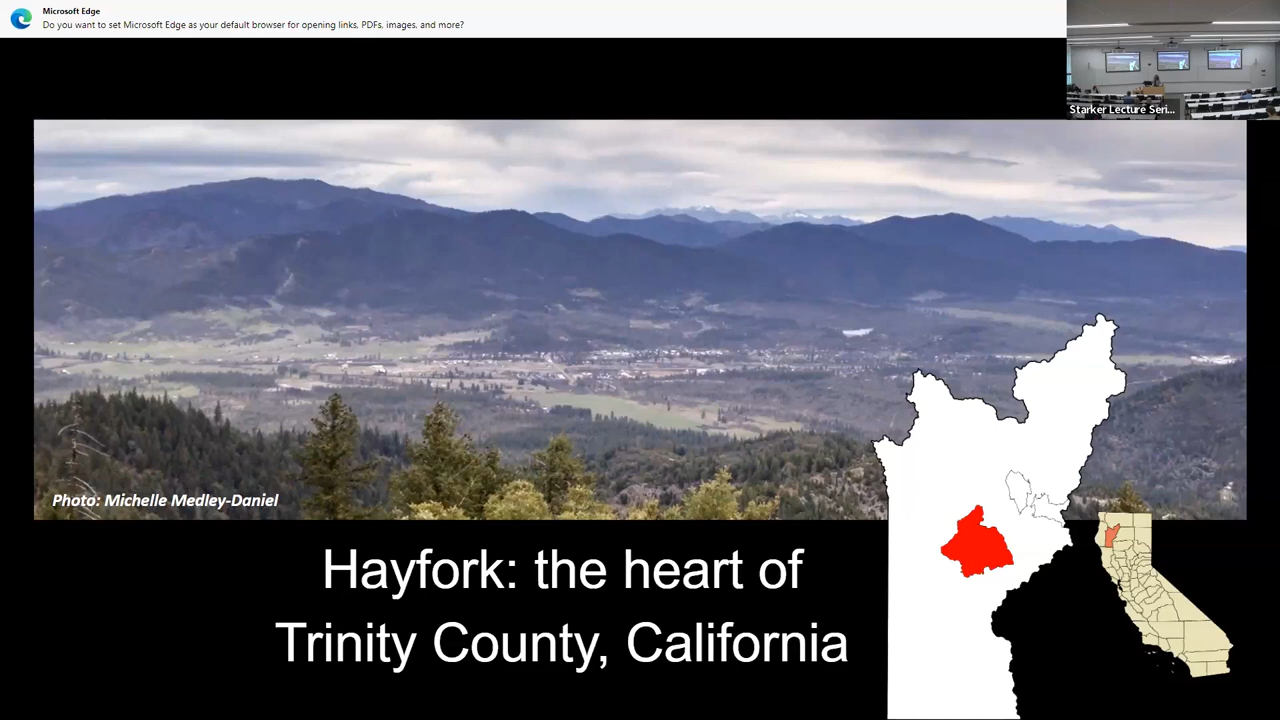 Microsoft Edge
Do you want to set Microsoft Edge as your default browser for opening links, PDFs, images, and more?
Starker Lecture Seri...
Photo: Michelle Medley-Daniel
Hayfork: the heart of
Trinity County, California